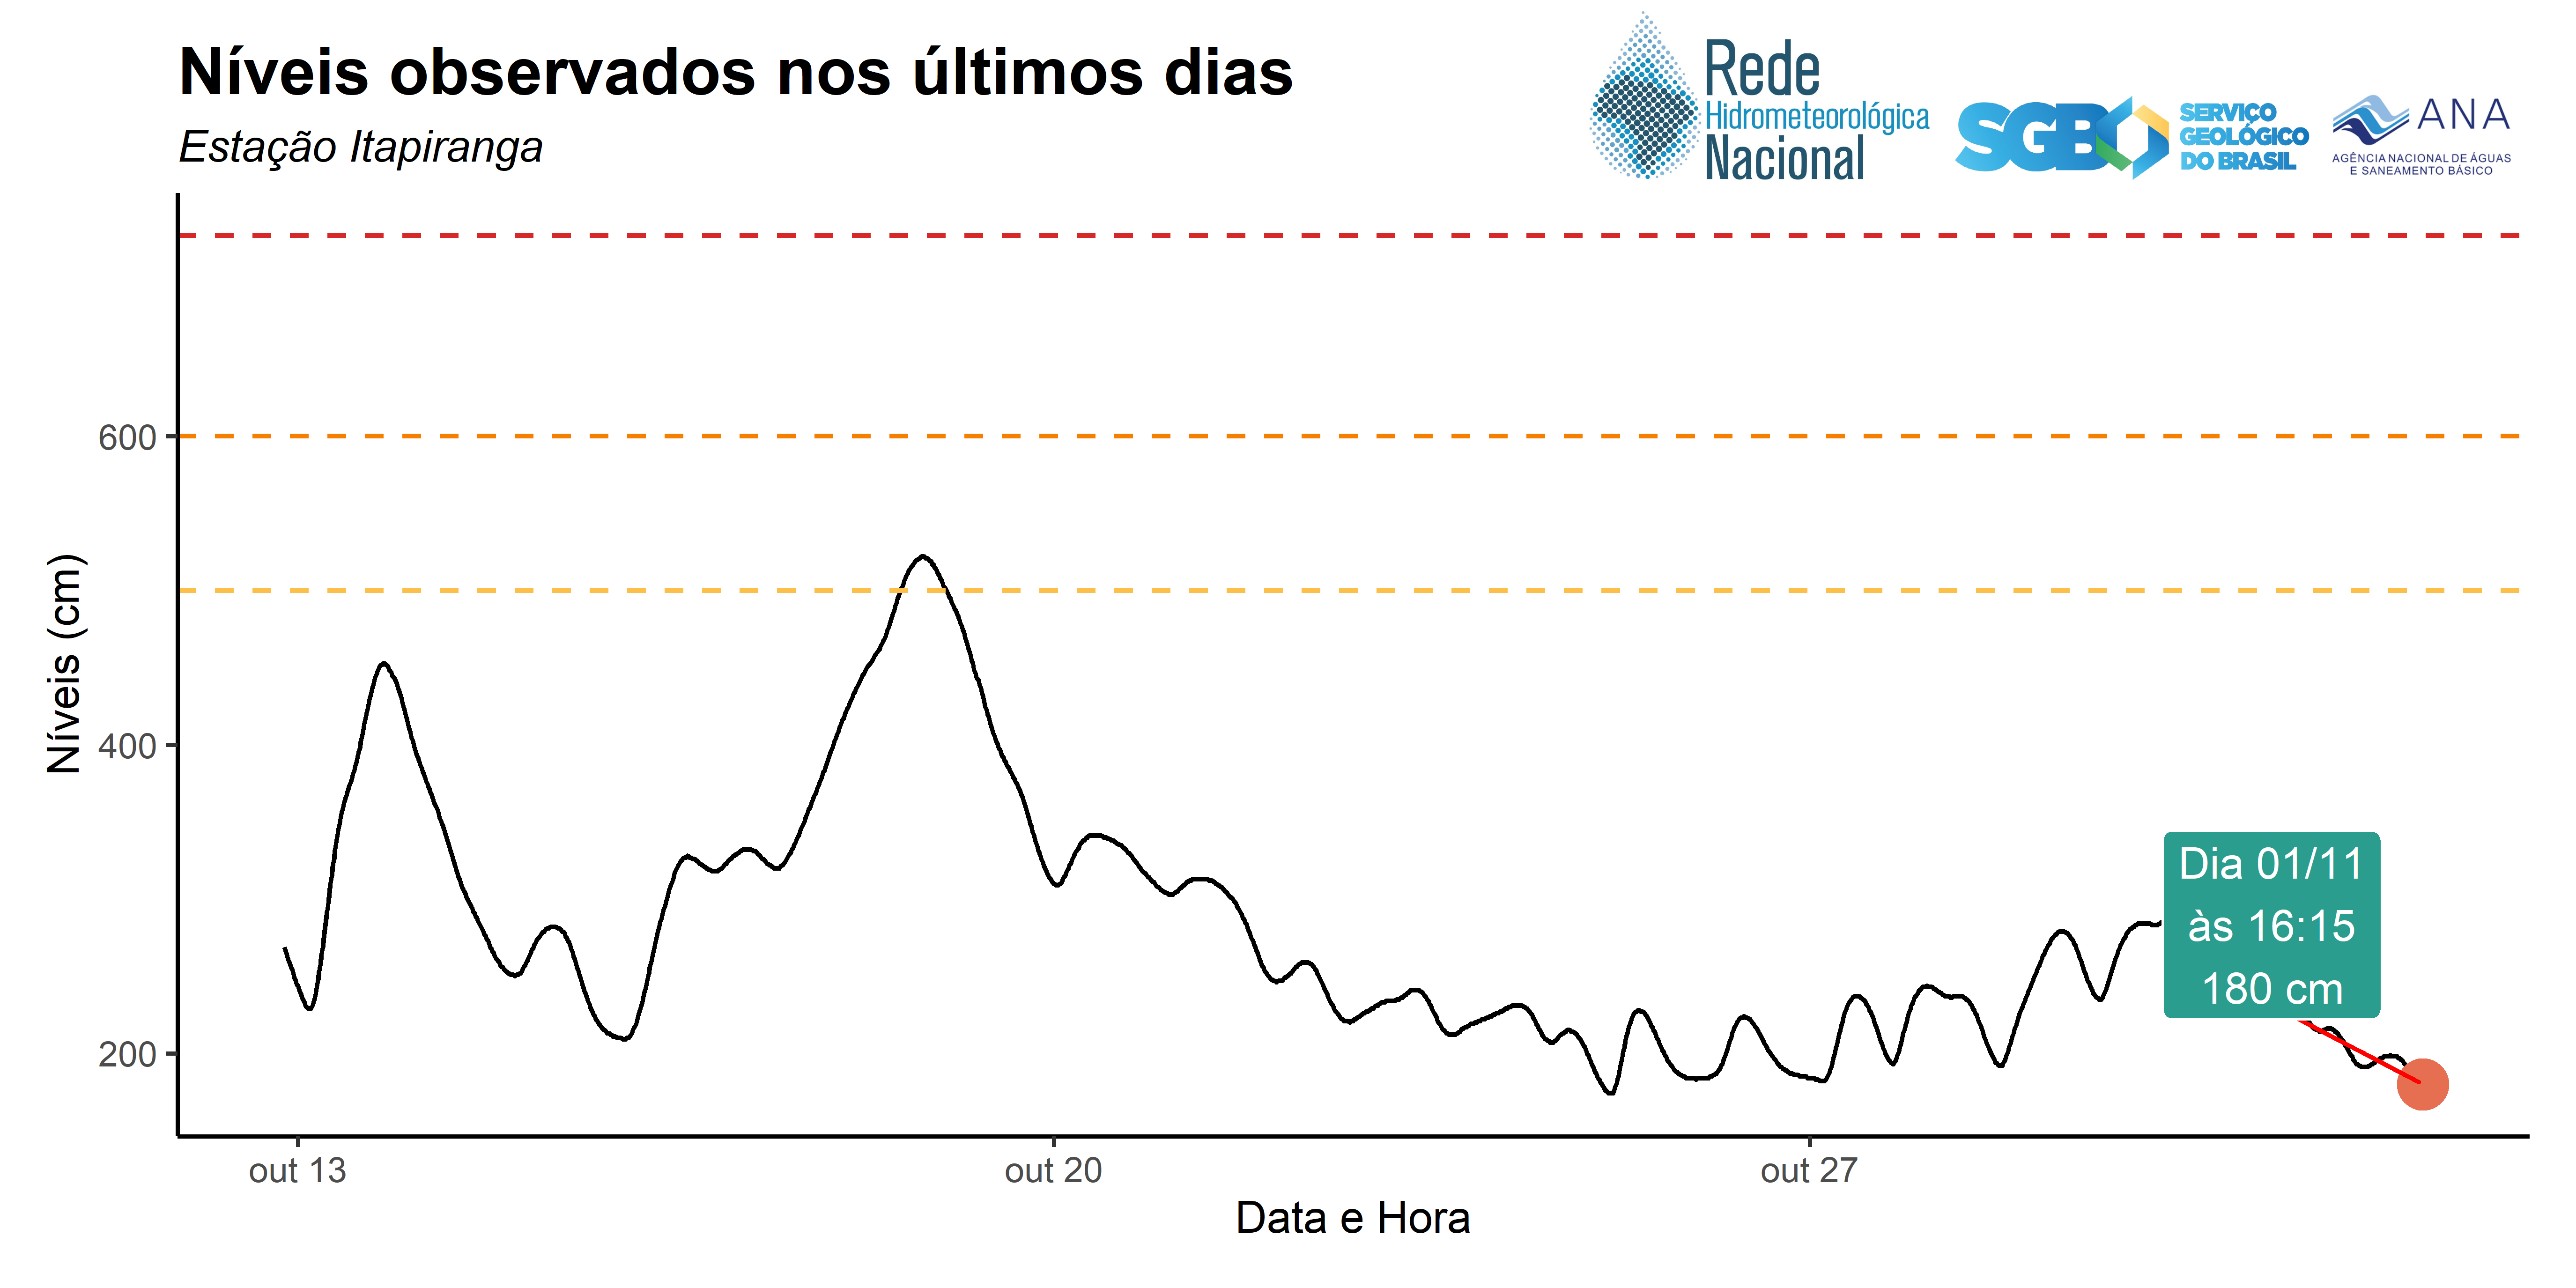 Níveis observados nos últimos dias
Estação Itapiranga
Rede
Hidrometeorológica
Nacional
SGB
SERVIÇO
GEOLÓGICO
DO BRASIL
ANA
AGÊNCIA NACIONAL DE ÁGUAS
E SANEAMENTO BÁSICO
Níveis (cm)
600
400
200
Dia 01/11
às 16:15
180 cm
out 13
out 20
out 27
Data e Hora